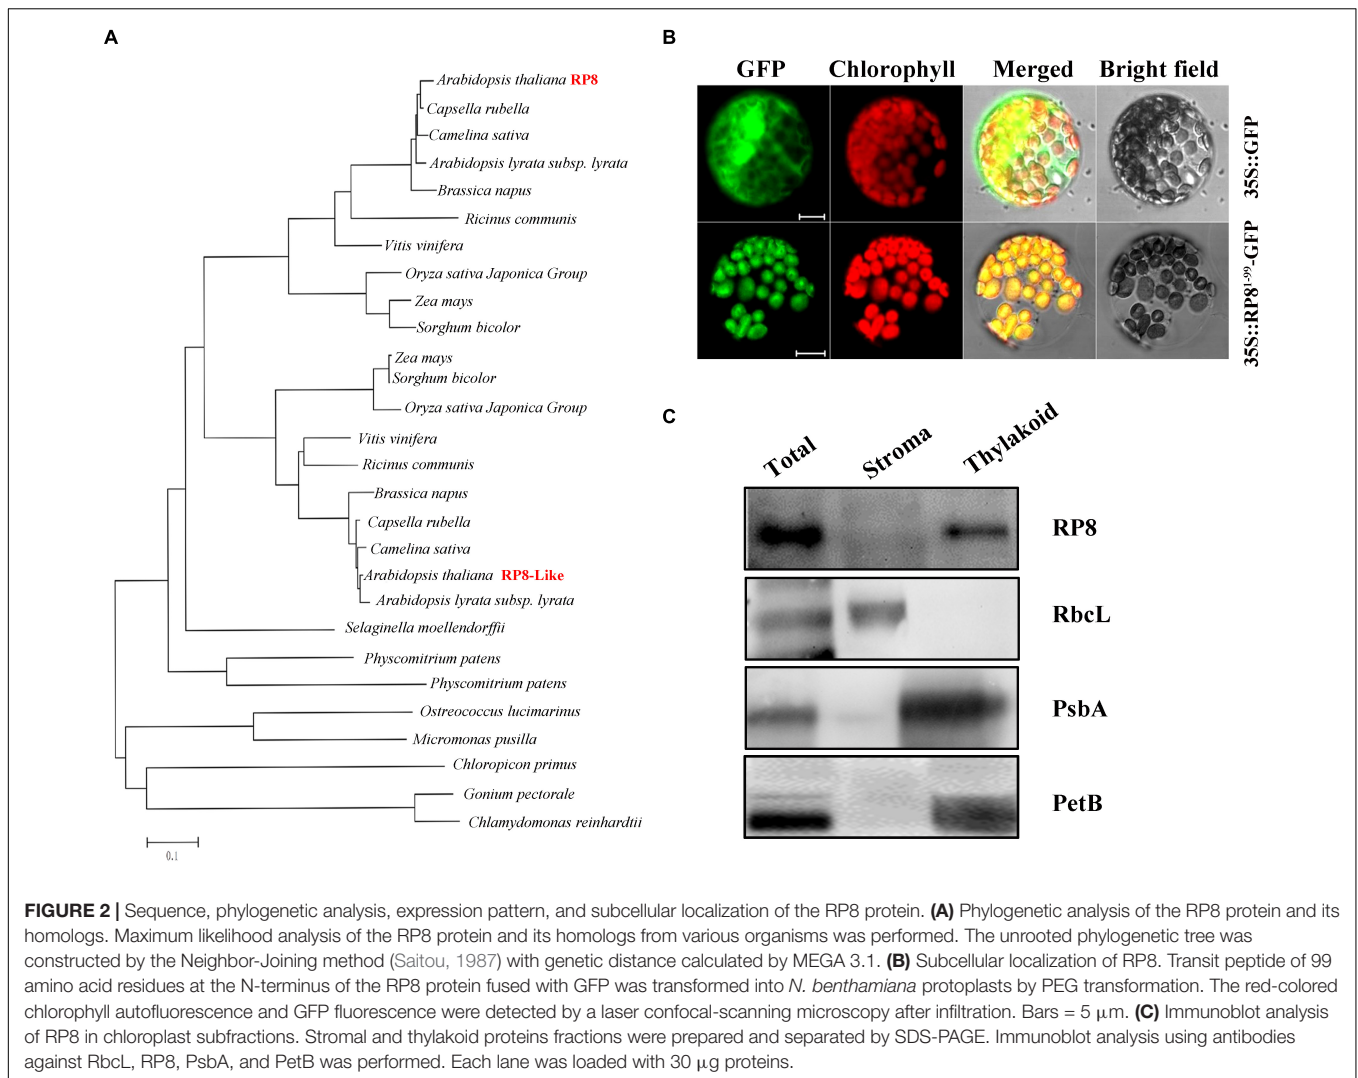 A
Arabidopsis thaliana RP8
Capsella rubella
Camelina sativa
Arabidopsis lyrata subsp. lyrata
Brassica napus
Ricinus communis
Vitis vinifera
Oryza sativa Japonica Group
Zea mays
Sorghum bicolor
Zea mays
Sorghum bicolor
Oryza sativa Japonica Group
Vitis vinifera
Ricinus communis
Brassica napus
Capsella rubella
Camelina sativa
Arabidopsis thaliana RP8-Like
Arabidopsis lyrata subsp. lyrata
Selaginella moellendorffii
Physcomitrium patens
Physcomitrium patens
Ostreococcus lucimarinus
Micromonas pusilla
Chloropicon primus
Gonium pectorale
Chlamydomonas reinhardtii
0.1
B
GFP Chlorophyll Merged Bright field
35S::GFP
35S::RP8¹⁻⁹⁹-GFP
C
Total Stroma Thylakoid
RP8
RbcL
PsbA
PetB
FIGURE 2 | Sequence, phylogenetic analysis, expression pattern, and subcellular localization of the RP8 protein. (A) Phylogenetic analysis of the RP8 protein and its
homologs. Maximum likelihood analysis of the RP8 protein and its homologs from various organisms was performed. The unrooted phylogenetic tree was
constructed by the Neighbor-Joining method (Saitou, 1987) with genetic distance calculated by MEGA 3.1. (B) Subcellular localization of RP8. Transit peptide of 99
amino acid residues at the N-terminus of the RP8 protein fused with GFP was transformed into N. benthamiana protoplasts by PEG transformation. The red-colored
chlorophyll autofluorescence and GFP fluorescence were detected by a laser confocal-scanning microscopy after infiltration. Bars = 5 μm. (C) Immunoblot analysis
of RP8 in chloroplast subfractions. Stromal and thylakoid proteins fractions were prepared and separated by SDS-PAGE. Immunoblot analysis using antibodies
against RbcL, RP8, PsbA, and PetB was performed. Each lane was loaded with 30 μg proteins.